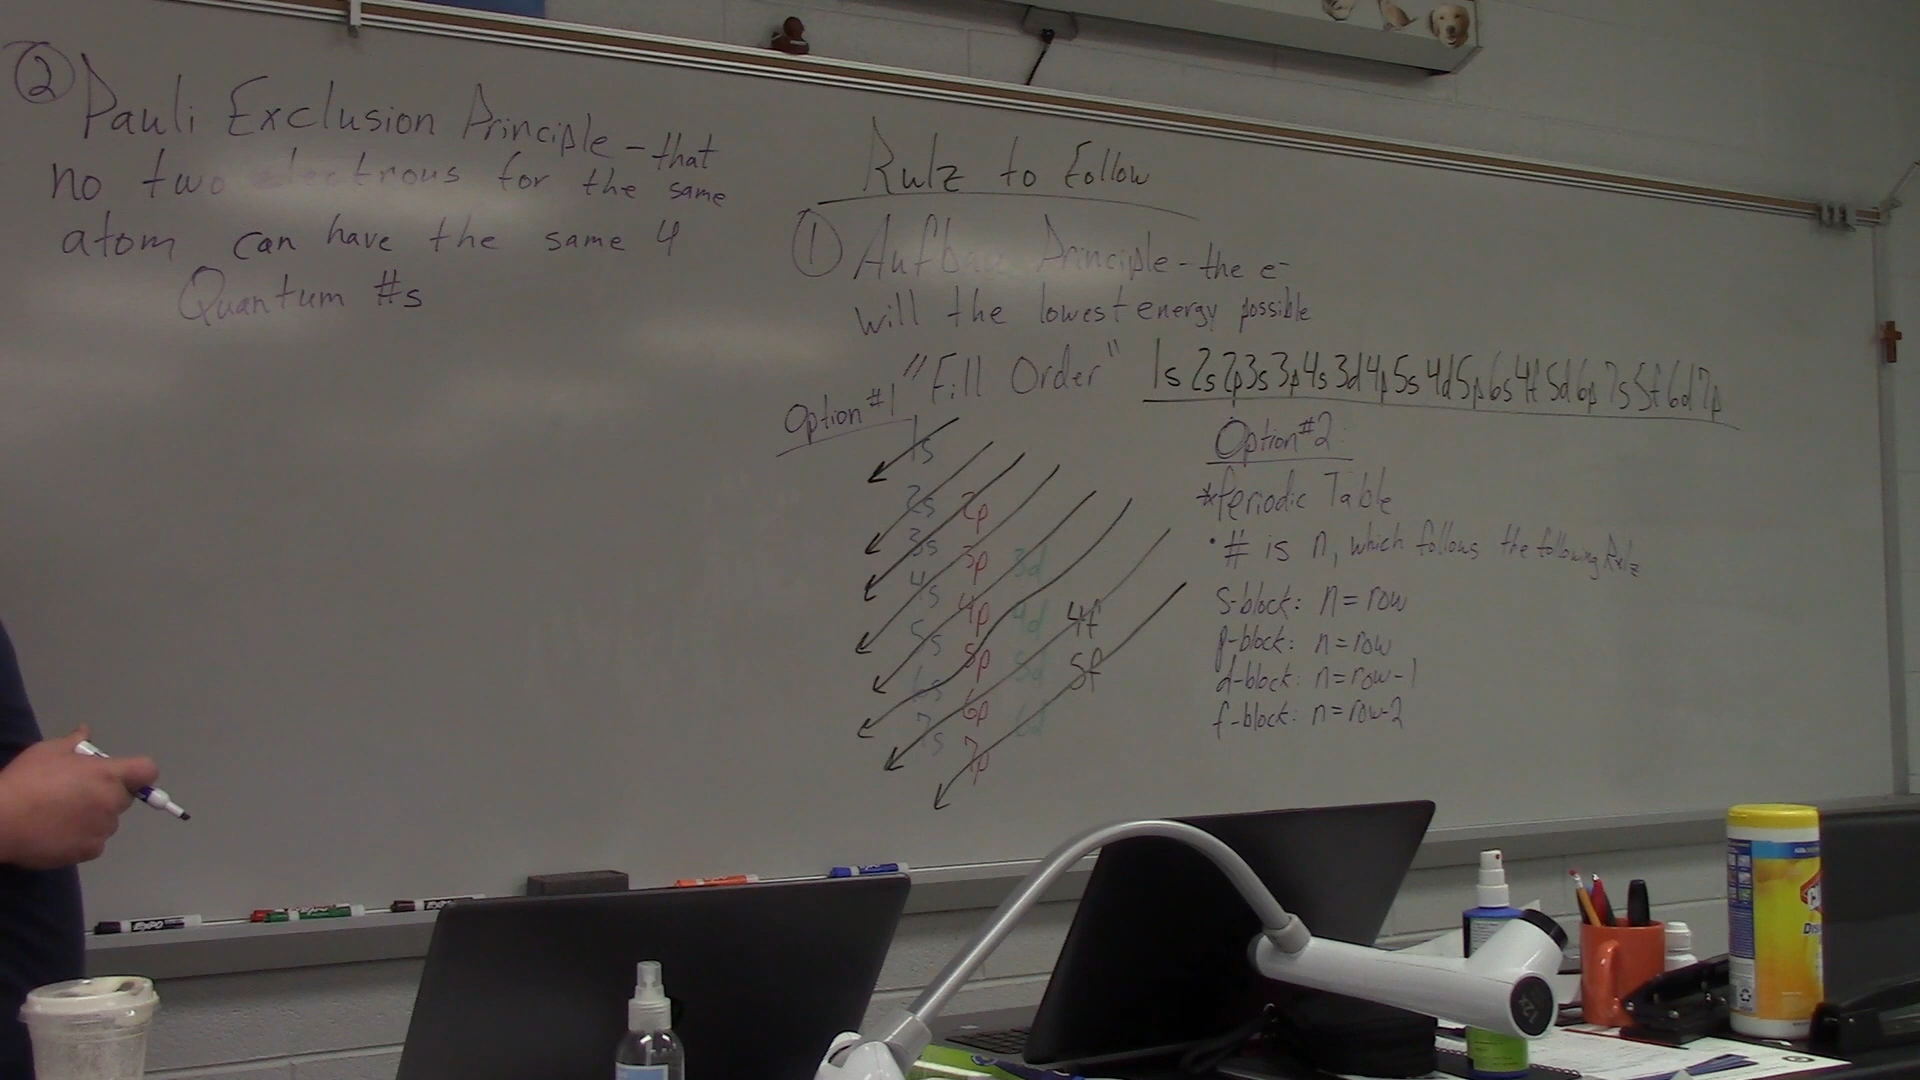 ② Pauli Exclusion Principle - that
no two electrons for the same
atom can have the same 4
Quantum #s
Rulz to Follow
① Aufbau Principle - the e-
will the lowest energy possible
"Fill Order" 1s 2s 2p 3s 3p 4s 3d 4p 5s 4d 5p 6s 4f 5d 6p 7s 5f 6d 7p
Option #1
1s
2s 2p
3s 3p 3d
4s 4p 4d 4f
5s 5p 5d 5f
6s 6p 6d
7s 7p
Option #2:
*Periodic Table
• # is n, which follows the following Rulz
s-block: n = row
p-block: n = row
d-block: n = row-1
f-block: n = row-2
EXPO
12x